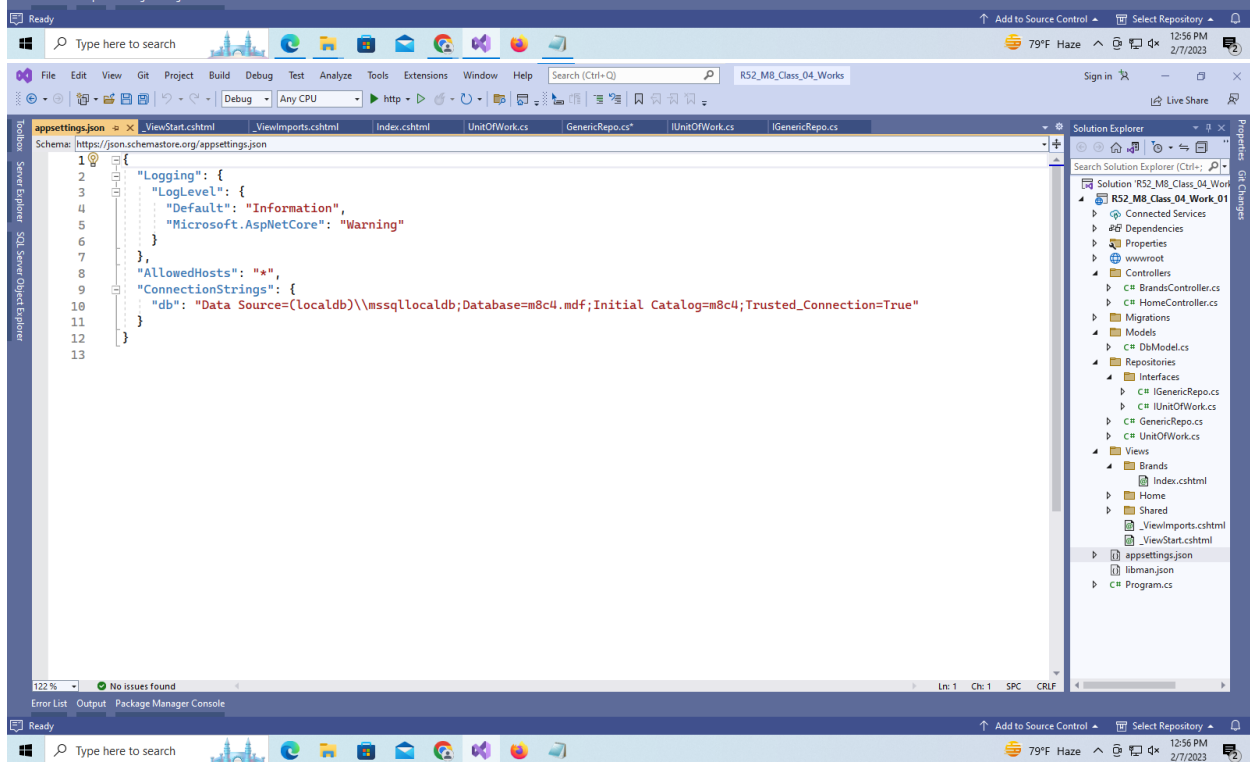 Ready
Add to Source Control
Select Repository
Type here to search
79°F Haze
12:56 PM
2/7/2023
2
File Edit View Git Project Build Debug Test Analyze Tools Extensions Window Help Search (Ctrl+Q) R52_M8_Class_04_Works Sign in
Debug Any CPU http Live Share
appsettings.json _ViewStart.cshtml _ViewImports.cshtml Index.cshtml UnitOfWork.cs GenericRepo.cs* IUnitOfWork.cs IGenericRepo.cs
Schema: https://json.schemastore.org/appsettings.json
1 {
2 "Logging": {
3 "LogLevel": {
4 "Default": "Information",
5 "Microsoft.AspNetCore": "Warning"
6 }
7 },
8 "AllowedHosts": "*",
9 "ConnectionStrings": {
10 "db": "Data Source=(localdb)\\mssqllocaldb;Database=m8c4.mdf;Initial Catalog=m8c4;Trusted_Connection=True"
11 }
12 }
13
122 % No issues found Ln: 1 Ch: 1 SPC CRLF
Error List Output Package Manager Console
Toolbox
Server Explorer
SQL Server Object Explorer
Solution Explorer
Search Solution Explorer (Ctrl+;
Solution 'R52_M8_Class_04_Work
R52_M8_Class_04_Work_01
Connected Services
Dependencies
Properties
wwwroot
Controllers
C# BrandsController.cs
C# HomeController.cs
Migrations
Models
C# DbModel.cs
Repositories
Interfaces
C# IGenericRepo.cs
C# IUnitOfWork.cs
C# GenericRepo.cs
C# UnitOfWork.cs
Views
Brands
Index.cshtml
Home
Shared
_ViewImports.cshtml
_ViewStart.cshtml
appsettings.json
libman.json
C# Program.cs
Properties
Git Changes
Ready
Add to Source Control
Select Repository
Type here to search
79°F Haze
12:56 PM
2/7/2023
2